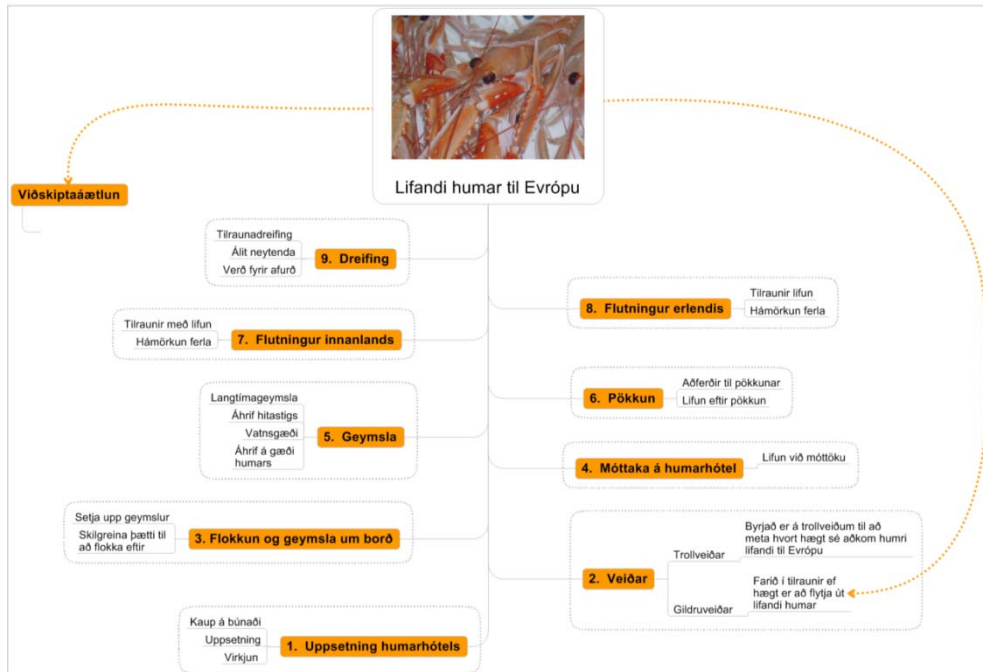 Lifandi humar til Evrópu
Viðskiptaáætlun
Tilraunadreifing
Álit neytenda
Verð fyrir afurð
9. Dreifing
8. Flutningur erlendis
Tilraunir lifun
Hámörkun ferla
Tilraunir með lifun
Hámörkun ferla
7. Flutningur innanlands
6. Pökkun
Aðferðir til pökkunar
Lifun eftir pökkun
Langtímageymsla
Áhrif hitastigs
Vatnsgæði
Áhrif á gæði
humars
5. Geymsla
4. Móttaka á humarhótel
Lifun við móttöku
Setja upp geymslur
Skilgreina þætti til
að flokka eftir
3. Flokkun og geymsla um borð
2. Veiðar
Trollveiðar
Byrjað er á trollveiðum til að
meta hvort hægt sé aðkom humri
lifandi til Evrópu
Gildruveiðar
Farið í tilraunir ef
hægt er að flytja út
lifandi humar
Kaup á búnaði
Uppsetning
Virkjun
1. Uppsetning humarhótels